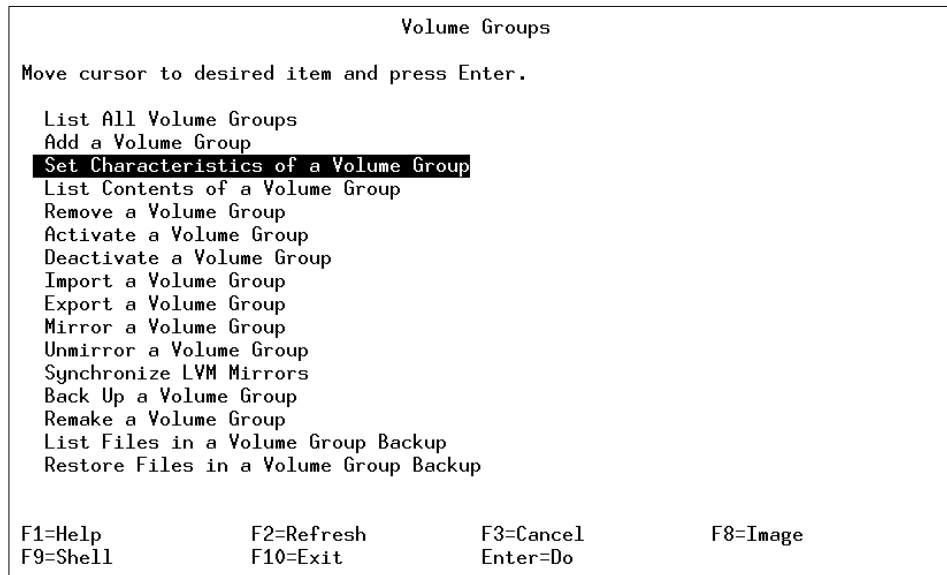 Volume Groups
Move cursor to desired item and press Enter.
List All Volume Groups
Add a Volume Group
Set Characteristics of a Volume Group
List Contents of a Volume Group
Remove a Volume Group
Activate a Volume Group
Deactivate a Volume Group
Import a Volume Group
Export a Volume Group
Mirror a Volume Group
Unmirror a Volume Group
Synchronize LVM Mirrors
Back Up a Volume Group
Remake a Volume Group
List Files in a Volume Group Backup
Restore Files in a Volume Group Backup
F1=Help F2=Refresh F3=Cancel F8=Image
F9=Shell F10=Exit Enter=Do